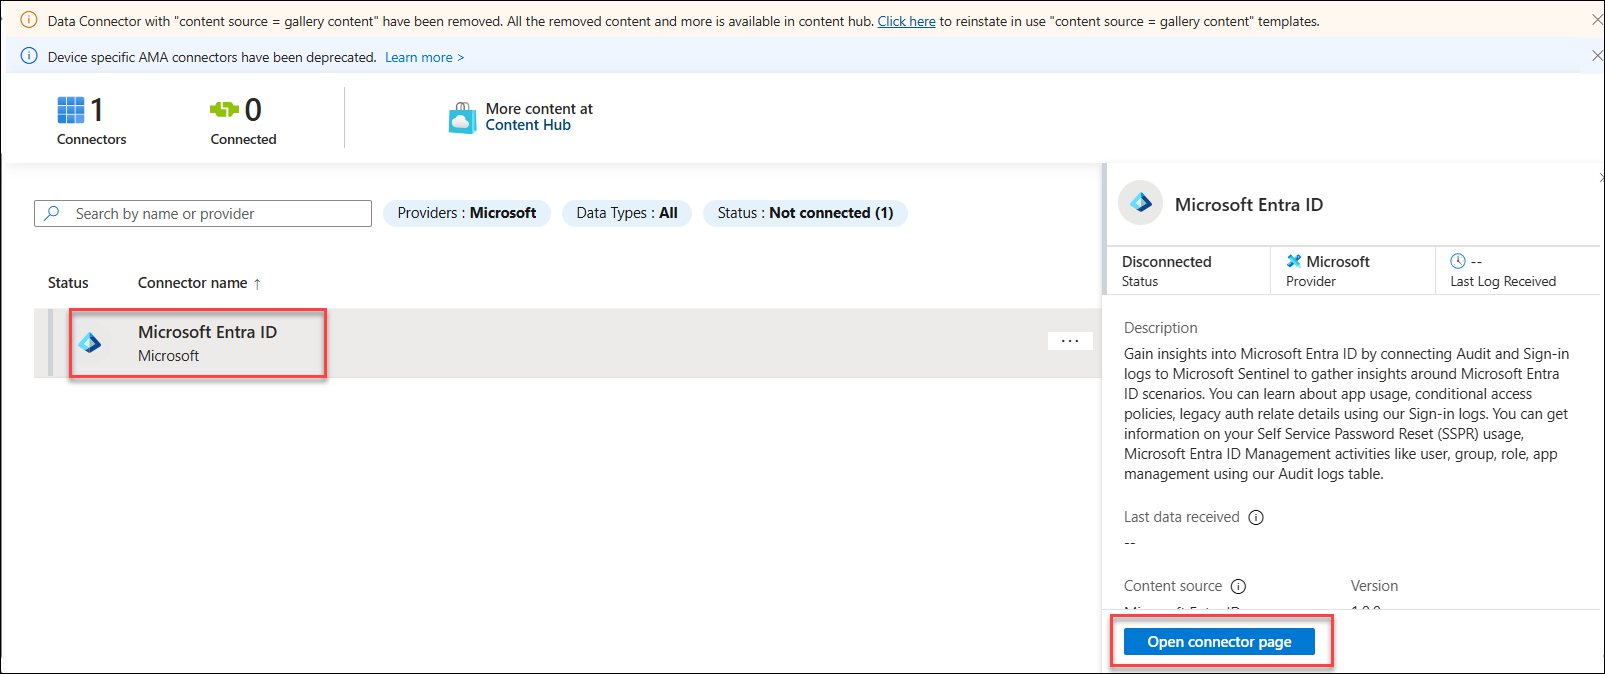 Data Connector with "content source = gallery content" have been removed. All the removed content and more is available in content hub. Click here to reinstate in use "content source = gallery content" templates.
Device specific AMA connectors have been deprecated. Learn more >
1
Connectors
0
Connected
More content at
Content Hub
Search by name or provider
Providers : Microsoft
Data Types : All
Status : Not connected (1)
Status
Connector name ↑
Microsoft Entra ID
Microsoft
...
Microsoft Entra ID
Disconnected
Status
Microsoft
Provider
--
Last Log Received
Description
Gain insights into Microsoft Entra ID by connecting Audit and Sign-in
logs to Microsoft Sentinel to gather insights around Microsoft Entra
ID scenarios. You can learn about app usage, conditional access
policies, legacy auth relate details using our Sign-in logs. You can get
information on your Self Service Password Reset (SSPR) usage,
Microsoft Entra ID Management activities like user, group, role, app
management using our Audit logs table.
Last data received
--
Content source
Version
Microsoft Entra ID
Open connector page